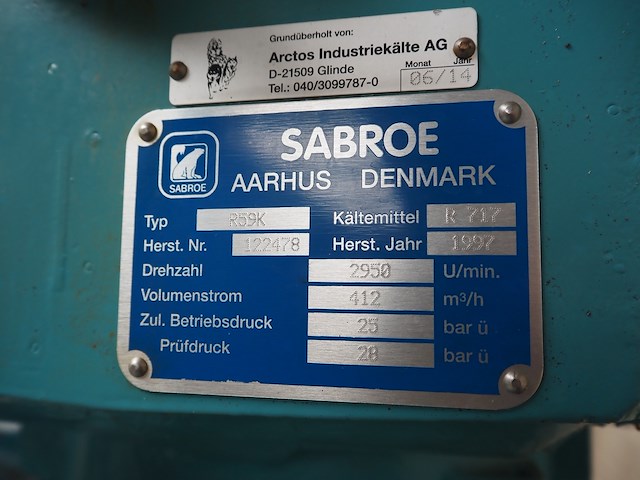 Grundüberholt von:
Arctos Industriekälte AG
D-21509 Glinde
Tel.: 040/3099787-0
Monat Jahr
06/14
SABROE
SABROE
AARHUS DENMARK
Typ R59K Kältemittel R 717
Herst. Nr. 122478 Herst. Jahr 1997
Drehzahl 2950 U/min.
Volumenstrom 412 m³/h
Zul. Betriebsdruck 25 bar ü
Prüfdruck 28 bar ü